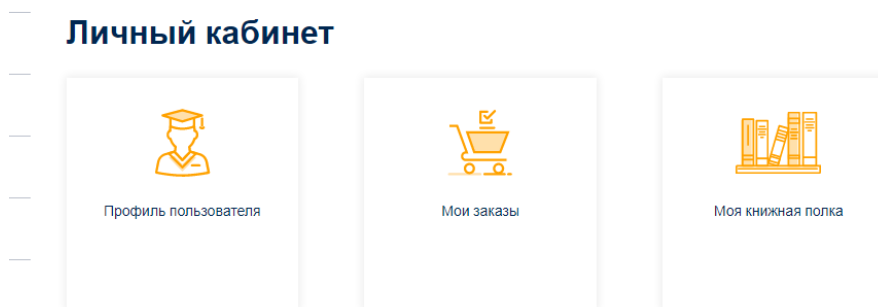 Личный кабинет
Профиль пользователя
Мои заказы
Моя книжная полка